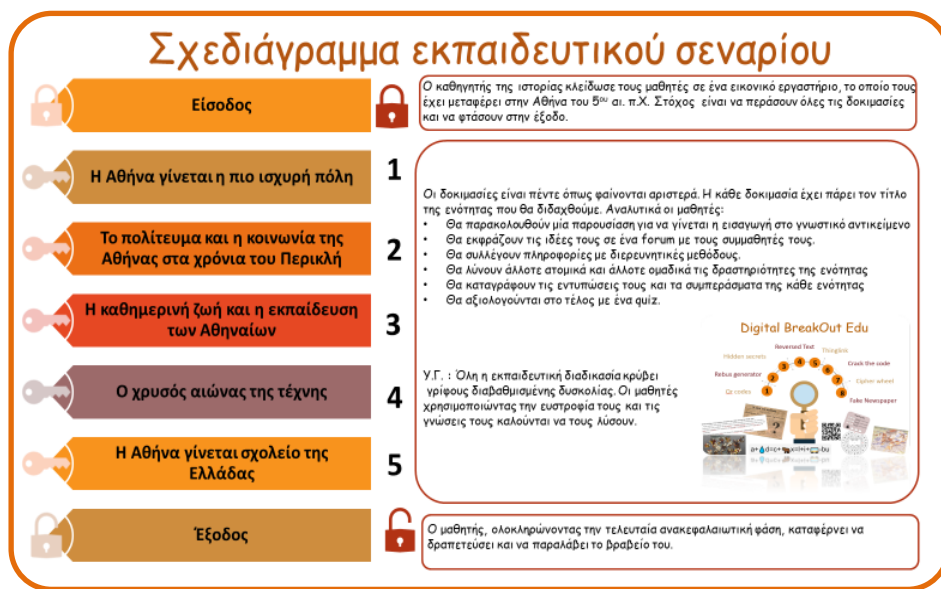 Σχεδιάγραμμα εκπαιδευτικού σεναρίου
Είσοδος
Ο καθηγητής της ιστορίας κλείδωσε τους μαθητές σε ένα εικονικό εργαστήριο, το οποίο τους
έχει μεταφέρει στην Αθήνα του 5ου αι. π.Χ. Στόχος είναι να περάσουν όλες τις δοκιμασίες
και να φτάσουν στην έξοδο.
Η Αθήνα γίνεται η πιο ισχυρή πόλη
1
Το πολίτευμα και η κοινωνία της
Αθήνας στα χρόνια του Περικλή
2
Η καθημερινή ζωή και η εκπαίδευση
των Αθηναίων
3
Ο χρυσός αιώνας της τέχνης
4
Η Αθήνα γίνεται σχολείο της
Ελλάδας
5
Οι δοκιμασίες είναι πέντε όπως φαίνονται αριστερά. Η κάθε δοκιμασία έχει πάρει τον τίτλο
της ενότητας που θα διδαχθούμε. Αναλυτικά οι μαθητές:
• Θα παρακολουθούν μία παρουσίαση για να γίνεται η εισαγωγή στο γνωστικό αντικείμενο
• Θα εκφράζουν τις ιδέες τους σε ένα forum με τους συμμαθητές τους.
• Θα συλλέγουν πληροφορίες με διερευνητικές μεθόδους.
• Θα λύνουν άλλοτε ατομικά και άλλοτε ομαδικά τις δραστηριότητες της ενότητας
• Θα καταγράφουν τις εντυπώσεις τους και τα συμπεράσματα της κάθε ενότητας
• Θα αξιολογούνται στο τέλος με ένα quiz.
Υ.Γ. : Όλη η εκπαιδευτική διαδικασία κρύβει
γρίφους διαβαθμισμένης δυσκολίας. Οι μαθητές
χρησιμοποιώντας την ευστροφία τους και τις
γνώσεις τους καλούνται να τους λύσουν.
Digital BreakOut Edu
Qr codes
Rebus generator
Hidden secrets
Reversed Text
Thinglink
Crack the code
Cipher wheel
Fake Newspaper
1
2
3
4
5
6
7
8
Έξοδος
Ο μαθητής, ολοκληρώνοντας την τελευταία ανακεφαλαιωτική φάση, καταφέρνει να
δραπετεύσει και να παραλάβει το βραβείο του.